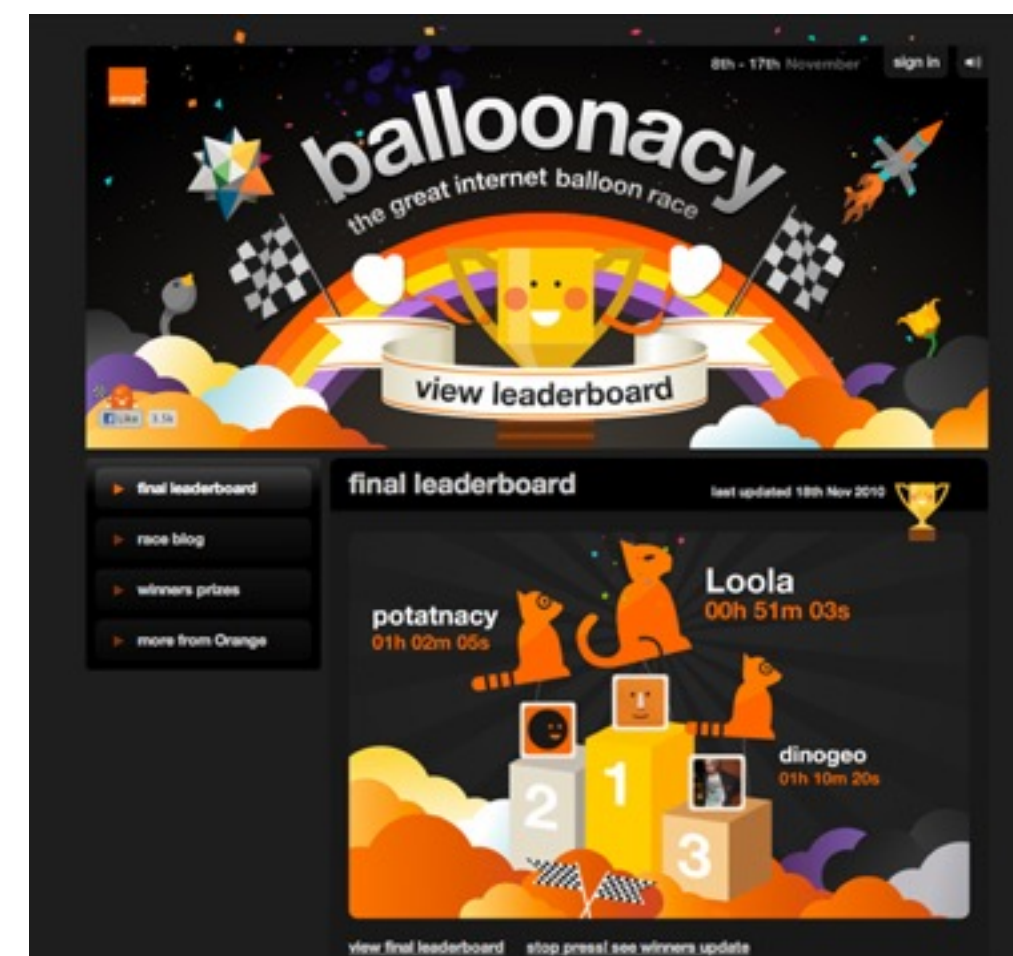 orange
8th - 17th November
sign in
balloonacy
the great internet balloon race
view leaderboard
Like
3.5k
final leaderboard
race blog
winners prizes
more from Orange
final leaderboard
last updated 18th Nov 2010
Loola
00h 51m 03s
potatnacy
01h 02m 05s
dinogeo
01h 10m 20s
1
2
3
view final leaderboard
stop press! see winners update